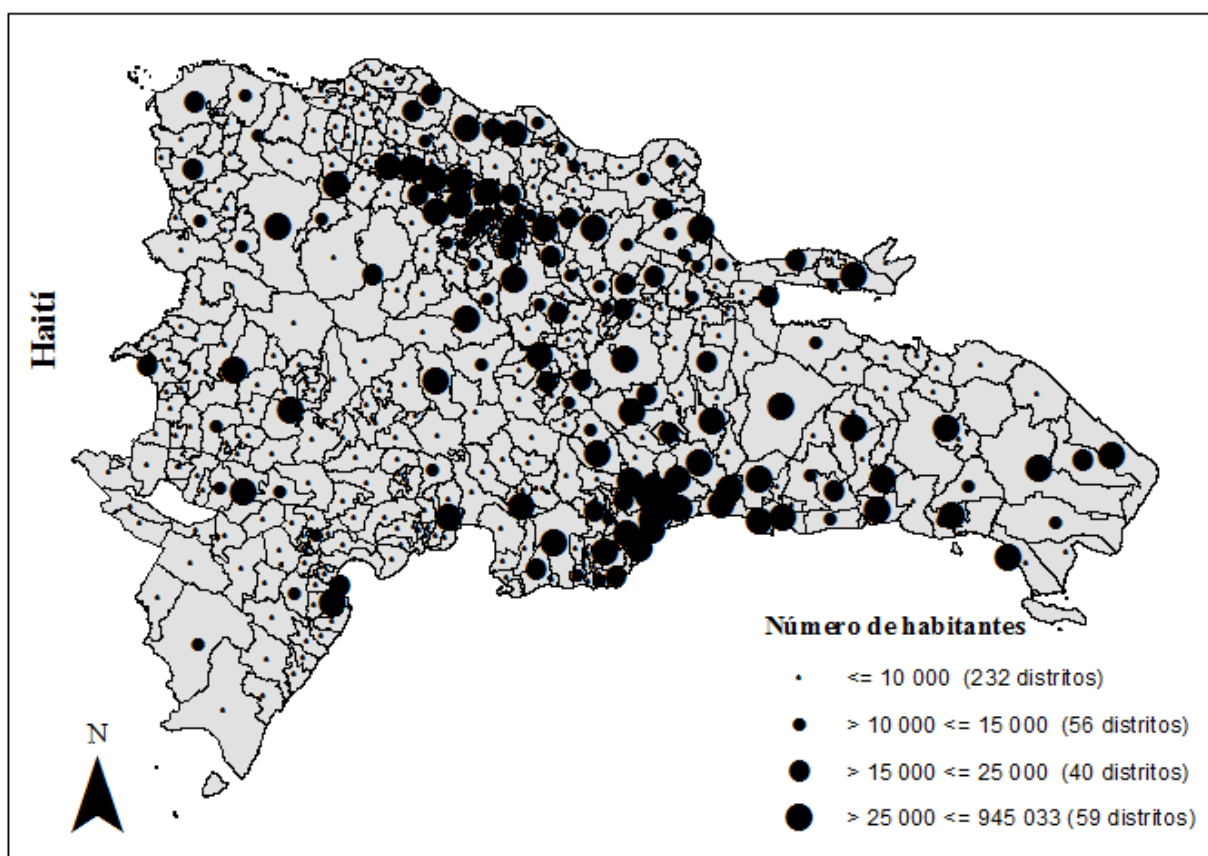 Haití
Número de habitantes
<= 10 000 (232 distritos)
> 10 000 <= 15 000 (56 distritos)
> 15 000 <= 25 000 (40 distritos)
> 25 000 <= 945 033 (59 distritos)
N